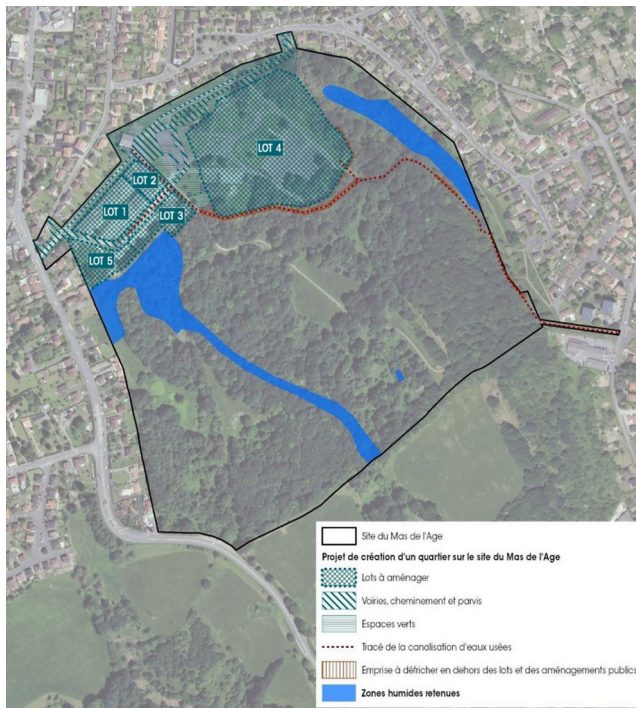 LOT 4
LOT 2
LOT 1
LOT 3
LOT 5
Site du Mas de l'Age
Projet de création d'un quartier sur le site du Mas de l'Age
Lots à aménager
Voiries, cheminement et parvis
Espaces verts
Tracé de la canalisation d'eaux usées
Emprise à défricher en dehors des lots et des aménagements publics
Zones humides retenues